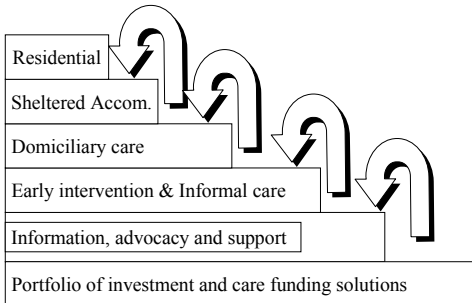 Residential
Sheltered Accom.
Domiciliary care
Early intervention & Informal care
Information, advocacy and support
Portfolio of investment and care funding solutions